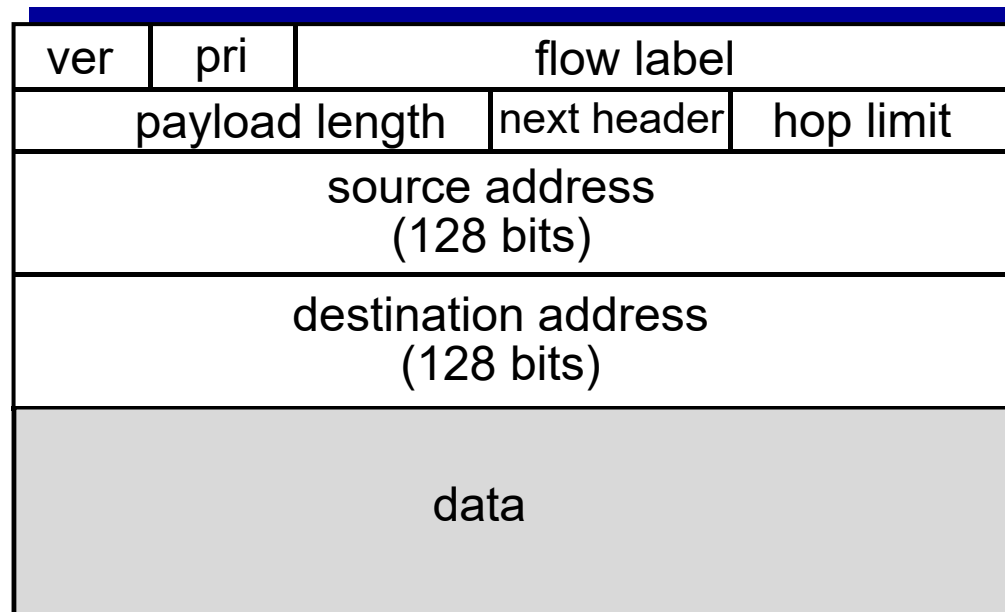 ver pri flow label
payload length next header hop limit
source address
(128 bits)
destination address
(128 bits)
data